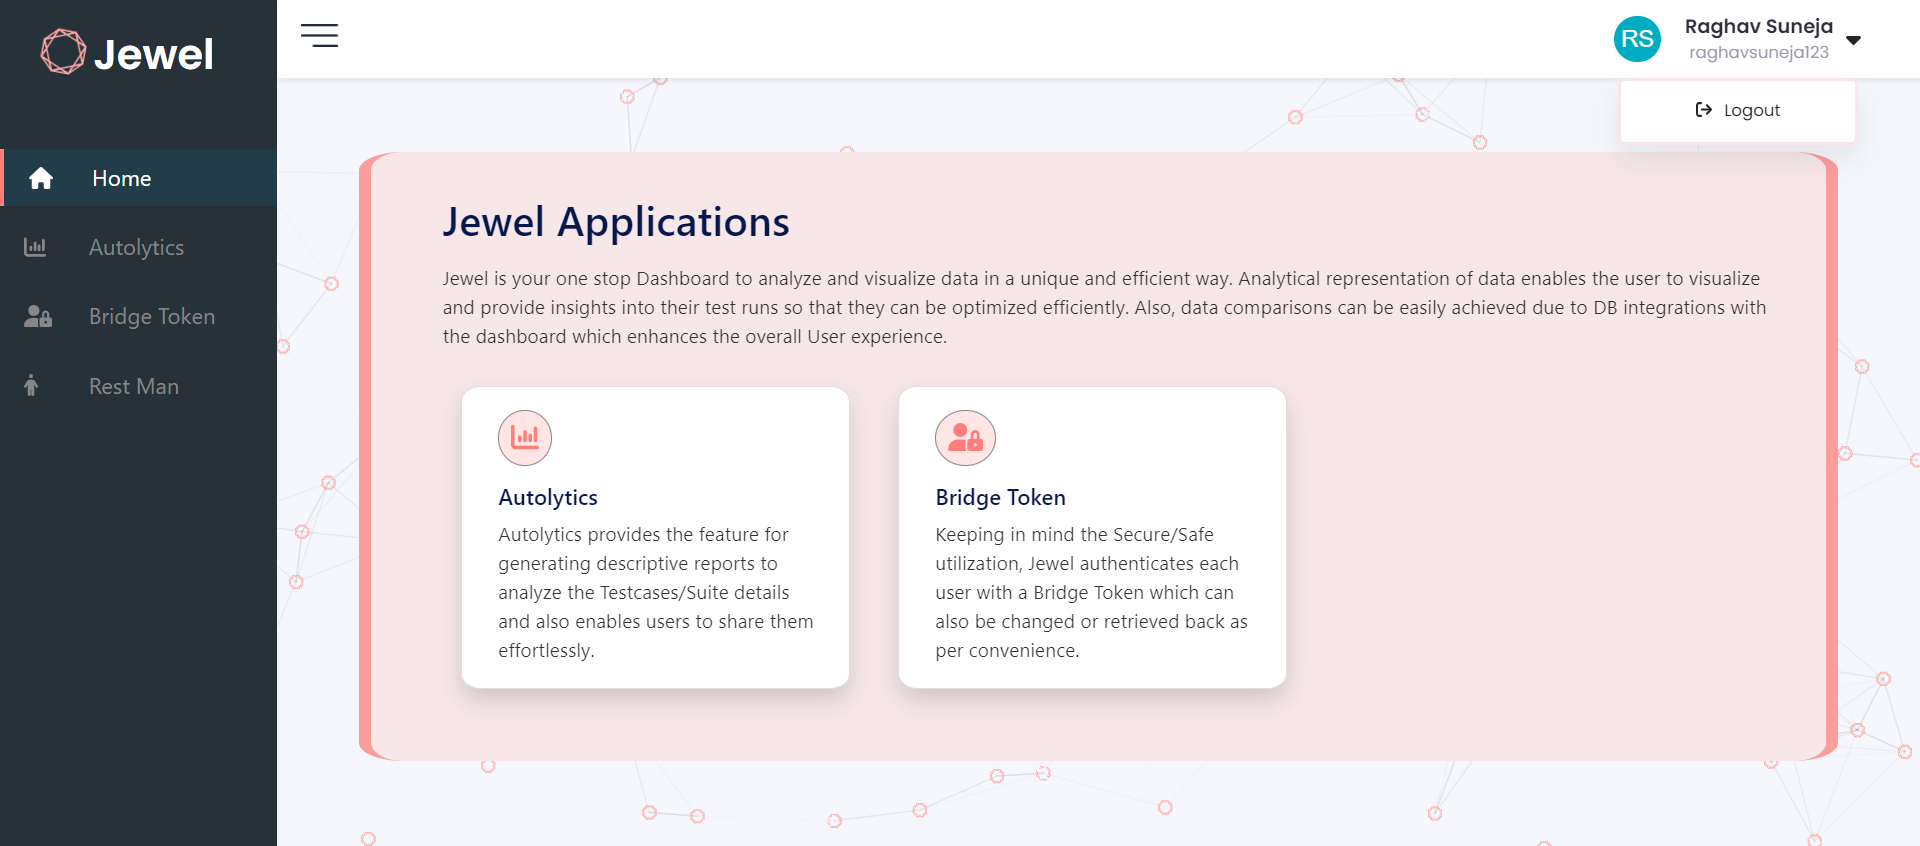 Jewel
RS
Raghav Suneja
raghavsuneja123
Logout
Home
Autolytics
Bridge Token
Rest Man
Jewel Applications
Jewel is your one stop Dashboard to analyze and visualize data in a unique and efficient way. Analytical representation of data enables the user to visualize
and provide insights into their test runs so that they can be optimized efficiently. Also, data comparisons can be easily achieved due to DB integrations with
the dashboard which enhances the overall User experience.
Autolytics
Autolytics provides the feature for
generating descriptive reports to
analyze the Testcases/Suite details
and also enables users to share them
effortlessly.
Bridge Token
Keeping in mind the Secure/Safe
utilization, Jewel authenticates each
user with a Bridge Token which can
also be changed or retrieved back as
per convenience.